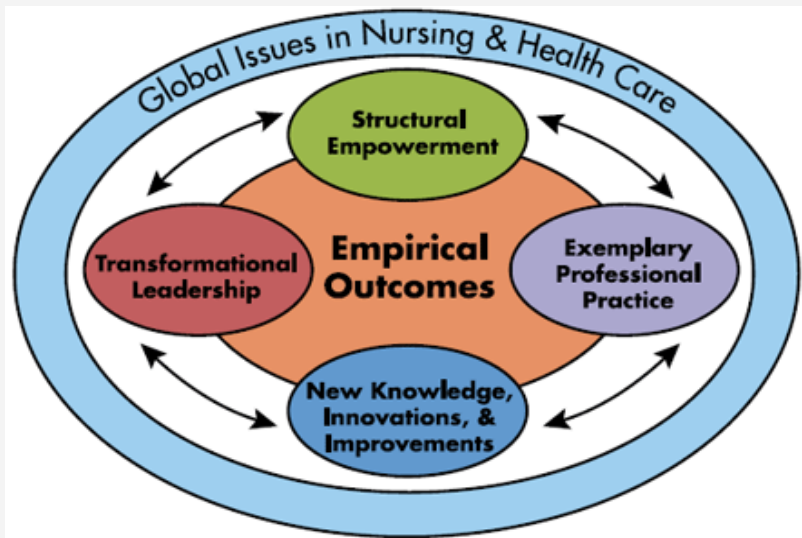 Global Issues in Nursing & Health Care
Structural
Empowerment
Transformational
Leadership
Empirical
Outcomes
Exemplary
Professional
Practice
New Knowledge,
Innovations, &
Improvements